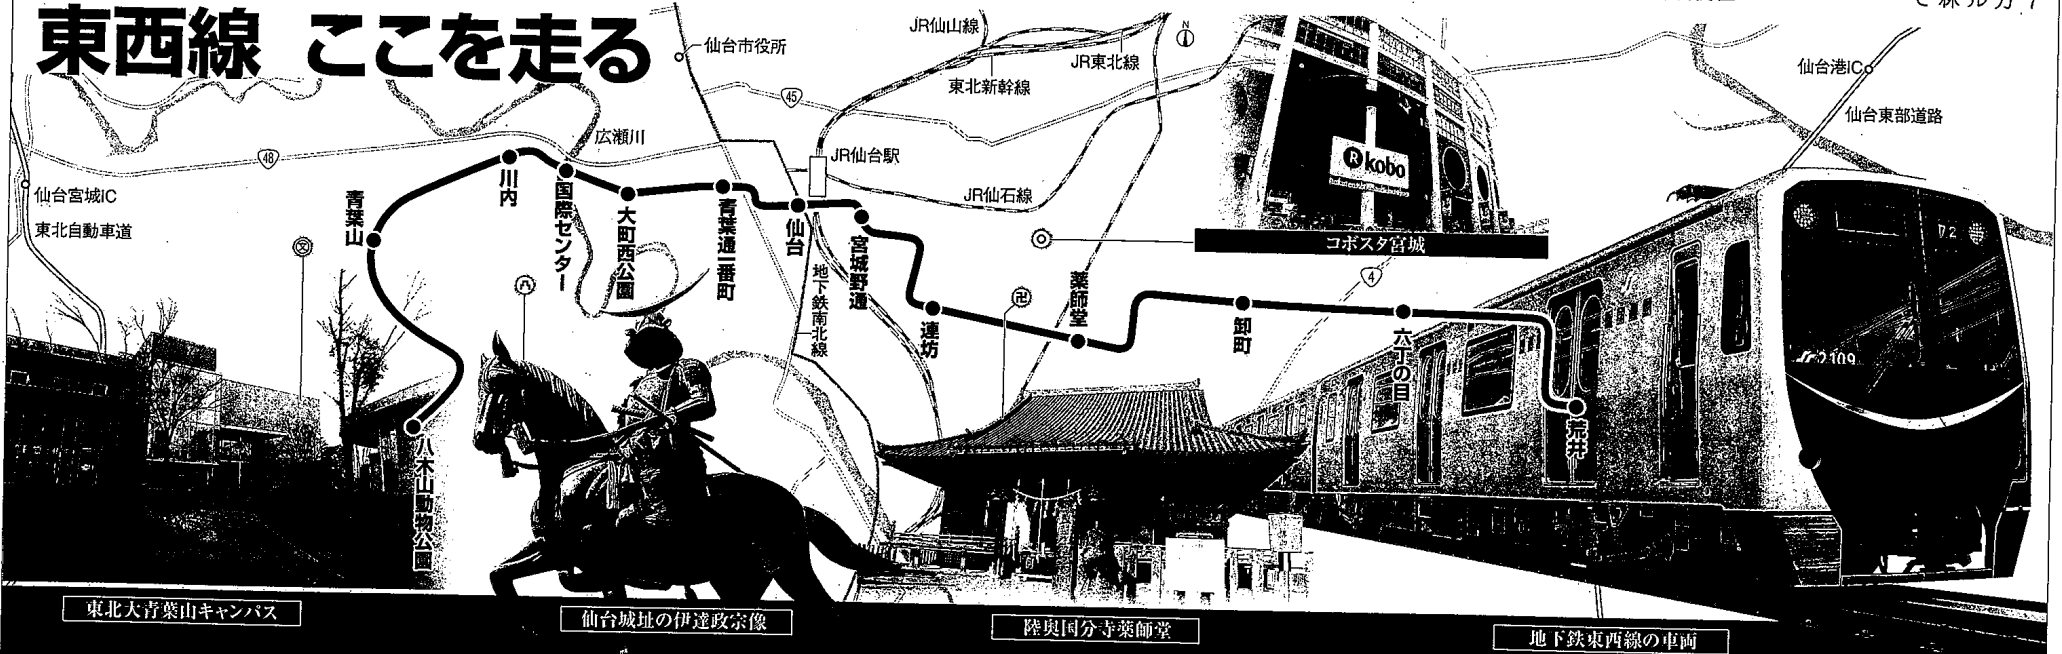 東西線 ここを走る
仙台市役所
JR仙山線
JR東北線
東北新幹線
N
45
48
4
広瀬川
JR仙台駅
JR仙石線
仙台宮城IC
東北自動車道
仙台港IC
仙台東部道路
R kobo
コボスタ宮城
文
八
卍
青葉山
川内
国際センター
大町西公園
青葉通一番町
仙台
宮城野通
地下鉄南北線
連坊
薬師堂
卸町
六丁の目
荒井
八木山動物公園
2109
東北大青葉山キャンパス
仙台城址の伊達政宗像
陸奥国分寺薬師堂
地下鉄東西線の車両